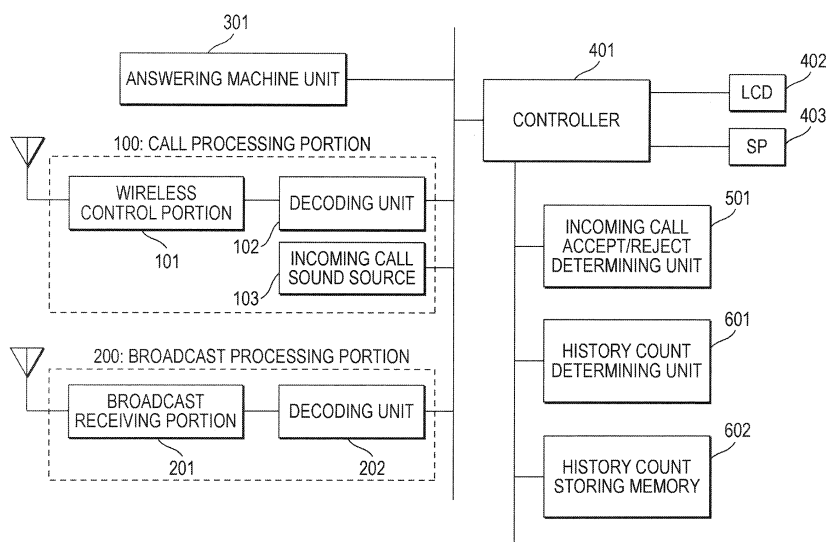 301
ANSWERING MACHINE UNIT
401
CONTROLLER
402
LCD
403
SP
100: CALL PROCESSING PORTION
WIRELESS
CONTROL PORTION
101
DECODING UNIT
102
INCOMING CALL
SOUND SOURCE
103
501
INCOMING CALL
ACCEPT/REJECT
DETERMINING UNIT
200: BROADCAST PROCESSING PORTION
BROADCAST
RECEIVING PORTION
201
DECODING UNIT
202
601
HISTORY COUNT
DETERMINING UNIT
602
HISTORY COUNT
STORING MEMORY